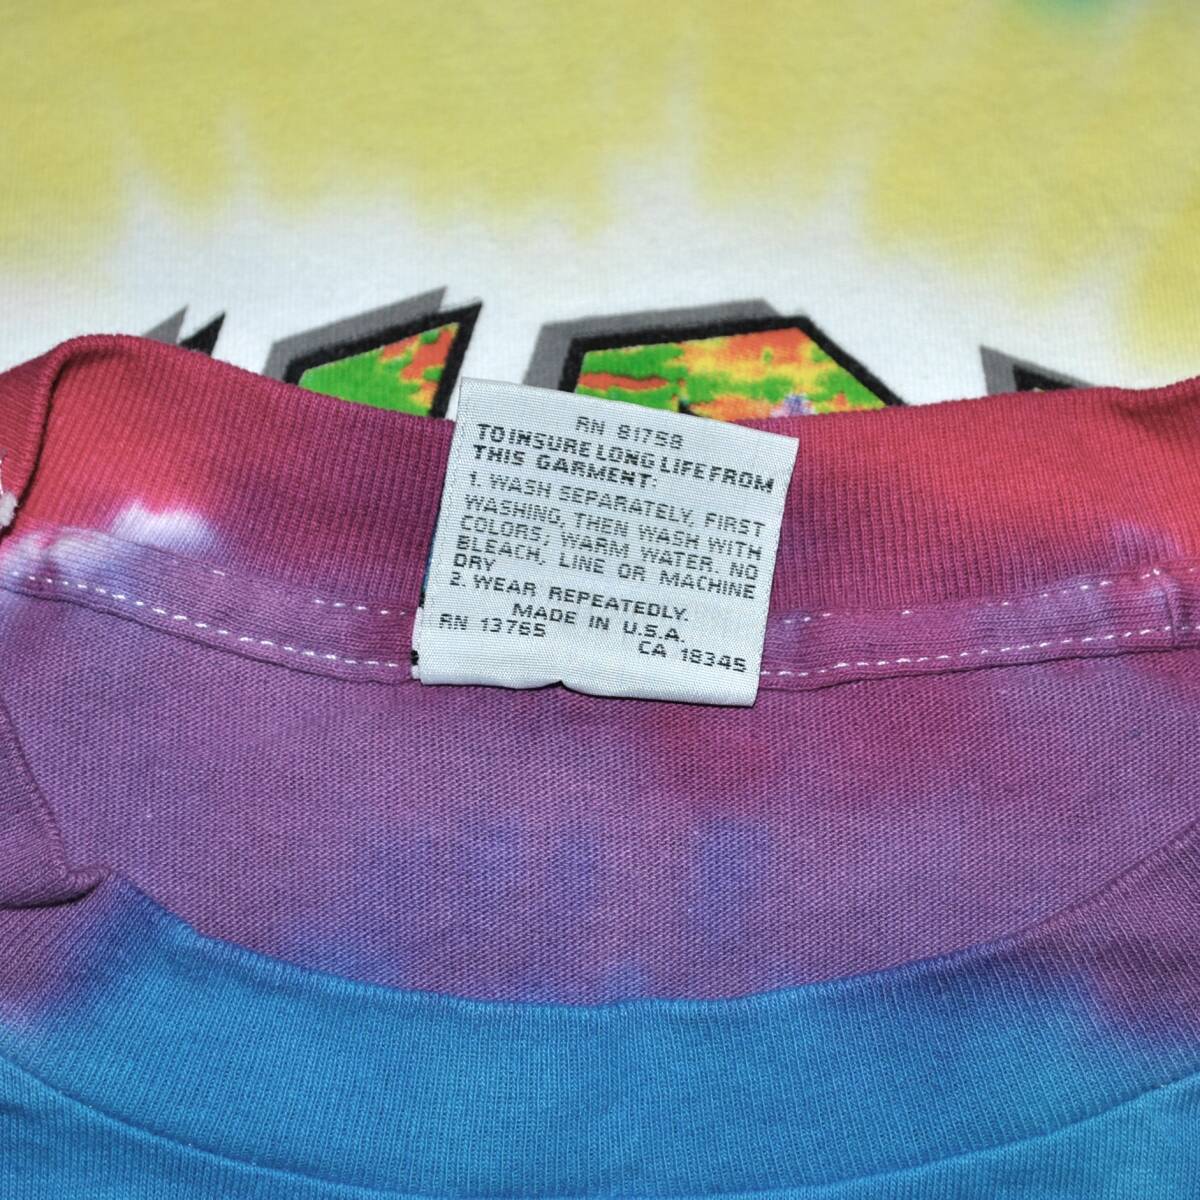 RN 81758
TO INSURE LONG LIFE FROM
THIS GARMENT:
1. WASH SEPARATELY, FIRST
WASHING, THEN WASH WITH
COLORS; WARM WATER. NO
BLEACH, LINE OR MACHINE
DRY
2. WEAR REPEATEDLY.
MADE IN U.S.A.
RN 13765
CA 18345